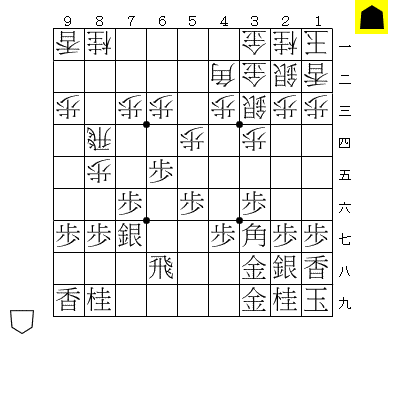 9 8 7 6 5 4 3 2 1
香 桂 金 桂 王 一
角 金 銀 香 二
歩 歩 歩 歩 銀 歩 歩 三
飛 歩 歩 四
歩 歩 五
歩 歩 歩 六
歩 歩 銀 歩 角 歩 歩 七
飛 金 銀 香 八
香 桂 金 桂 玉 九